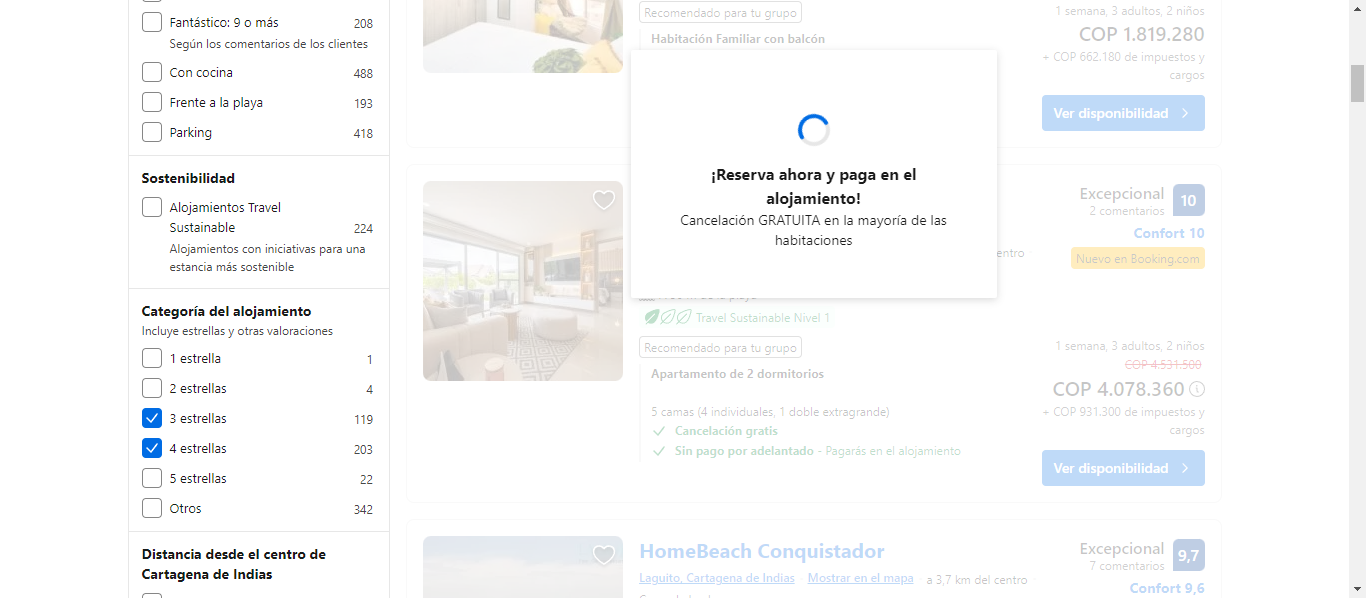 Fantástico: 9 o más 208
Según los comentarios de los clientes
Con cocina 488
Frente a la playa 193
Parking 418
Sostenibilidad
Alojamientos Travel
Sustainable 224
Alojamientos con iniciativas para una
estancia más sostenible
Categoría del alojamiento
Incluye estrellas y otras valoraciones
1 estrella 1
2 estrellas 4
3 estrellas 119
4 estrellas 203
5 estrellas 22
Otros 342
Distancia desde el centro de
Cartagena de Indias
Recomendado para tu grupo
Habitación Familiar con balcón
1 semana, 3 adultos, 2 niños
COP 1.819.280
+ COP 662.180 de impuestos y
cargos
Ver disponibilidad
¡Reserva ahora y paga en el
alojamiento!
Cancelación GRATUITA en la mayoría de las
habitaciones
Excepcional 10
2 comentarios
Confort 10
entro
Nuevo en Booking.com
Travel Sustainable Nivel 1
Recomendado para tu grupo
Apartamento de 2 dormitorios
5 camas (4 individuales, 1 doble extragrande)
Cancelación gratis
Sin pago por adelantado - Pagarás en el alojamiento
1 semana, 3 adultos, 2 niños
COP 4.531.500
COP 4.078.360
+ COP 931.300 de impuestos y
cargos
Ver disponibilidad
HomeBeach Conquistador
Laguito, Cartagena de Indias Mostrar en el mapa a 3,7 km del centro
Excepcional 9,7
7 comentarios
Confort 9,6